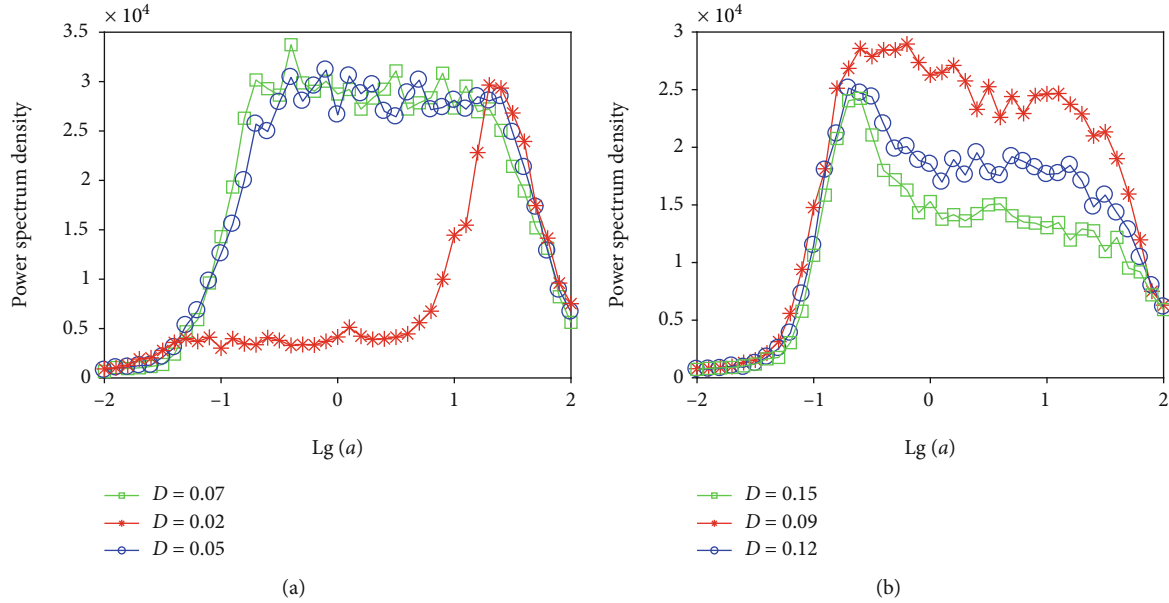 × 10⁴
3.5
3
2.5
2
1.5
1
0.5
0
–2
–1
0
1
2
Power spectrum density
Lg (a)
D = 0.07
D = 0.02
D = 0.05
(a)
× 10⁴
3
2.5
2
1.5
1
0.5
0
–2
–1
0
1
2
Power spectrum density
Lg (a)
D = 0.15
D = 0.09
D = 0.12
(b)